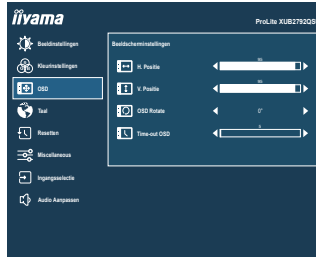 iiyama
ProLite XUB2792QS
Beeldinstellingen
Kleurinstellingen
OSD
Taal
Resetten
Miscellaneous
Ingangsselectie
Audio Aanpassen
Beeldscherminstellingen
H. Positie
V. Positie
OSD Rotate
0°
Time-out OSD